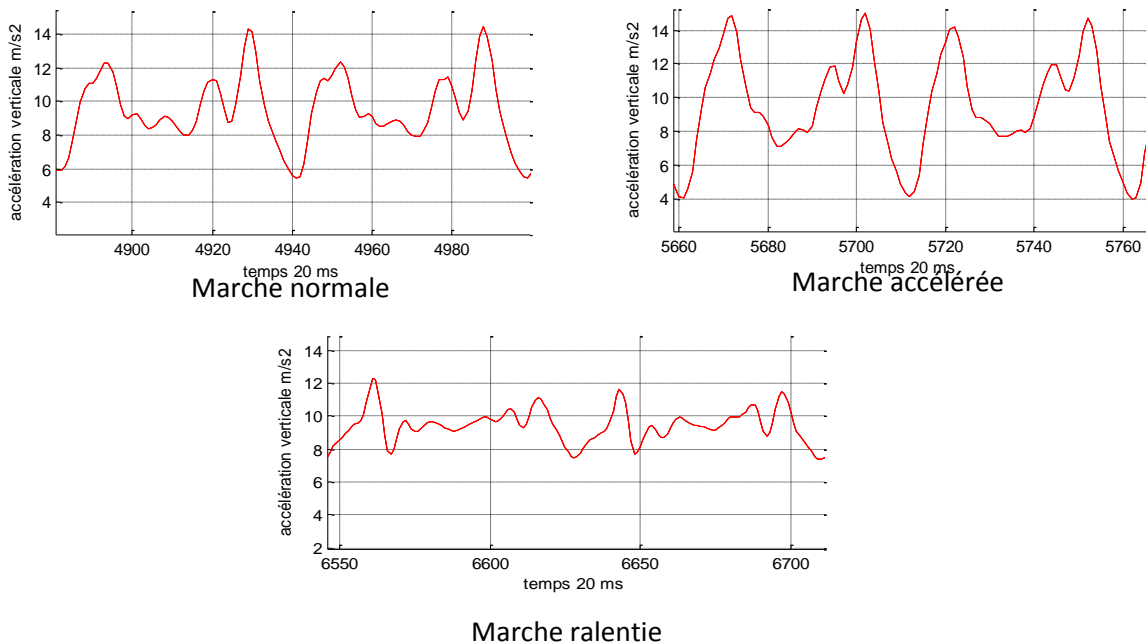 accélération verticale m/s2
14
12
10
8
6
4
4900 4920 4940 4960 4980
temps 20 ms
Marche normale
accélération verticale m/s2
14
12
10
8
6
4
5660 5680 5700 5720 5740 5760
temps 20 ms
Marche accélérée
accélération verticale m/s2
14
12
10
8
6
4
2
6550 6600 6650 6700
temps 20 ms
Marche ralentie